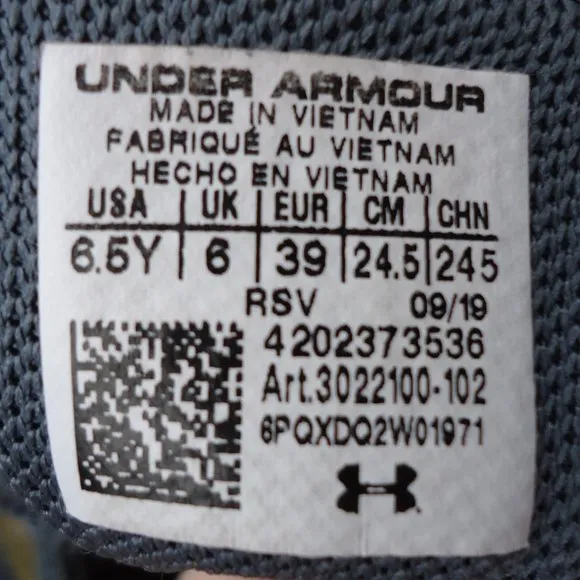 UNDER ARMOUR
MADE IN VIETNAM
FABRIQUÉ AU VIETNAM
HECHO EN VIETNAM
USA | UK | EUR | CM | CHN
6.5Y | 6 | 39 | 24.5 | 245
RSV 09/19
4202373536
Art.3022100-102
6PQXDQ2W01971